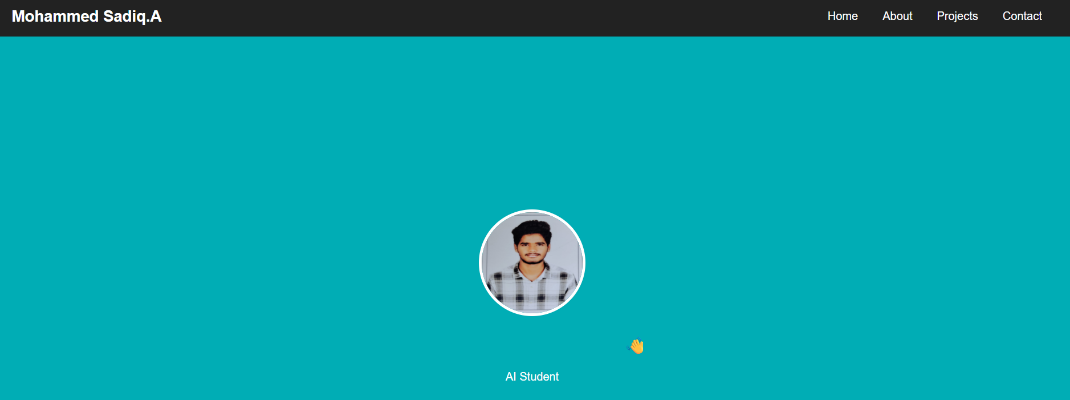 Mohammed Sadiq.A
Home About Projects Contact
👋
AI Student